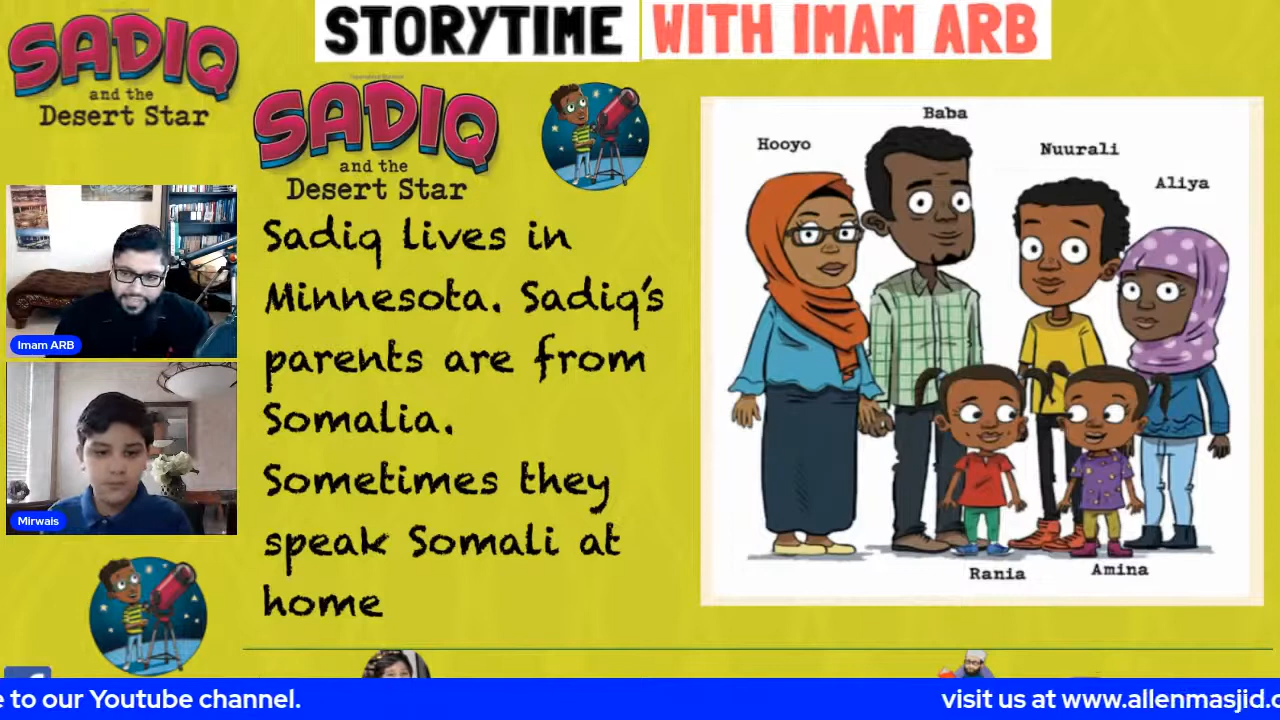 STORYTIME WITH IMAM ARB
SADIQ
and the
Desert Star
SADIQ
and the
Desert Star
Sadiq lives in
Minnesota. Sadiq's
parents are from
Somalia.
Sometimes they
speak Somali at
home
Baba
Hooyo
Nuurali
Aliya
Rania
Amina
Imam ARB
Mirwais
to our Youtube channel.
visit us at